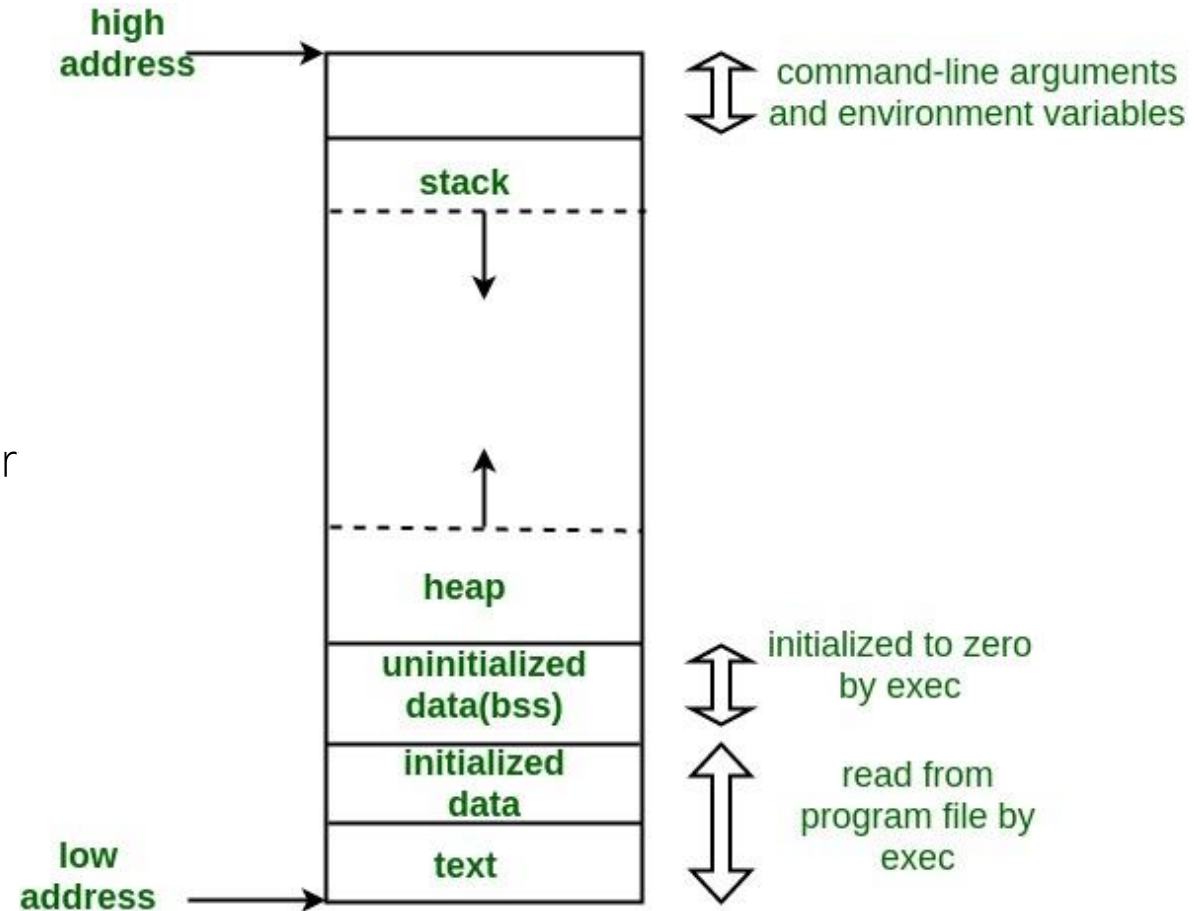 high
address
command-line arguments
and environment variables
stack
r
heap
uninitialized
data(bss)
initialized to zero
by exec
initialized
data
read from
program file by
exec
text
low
address